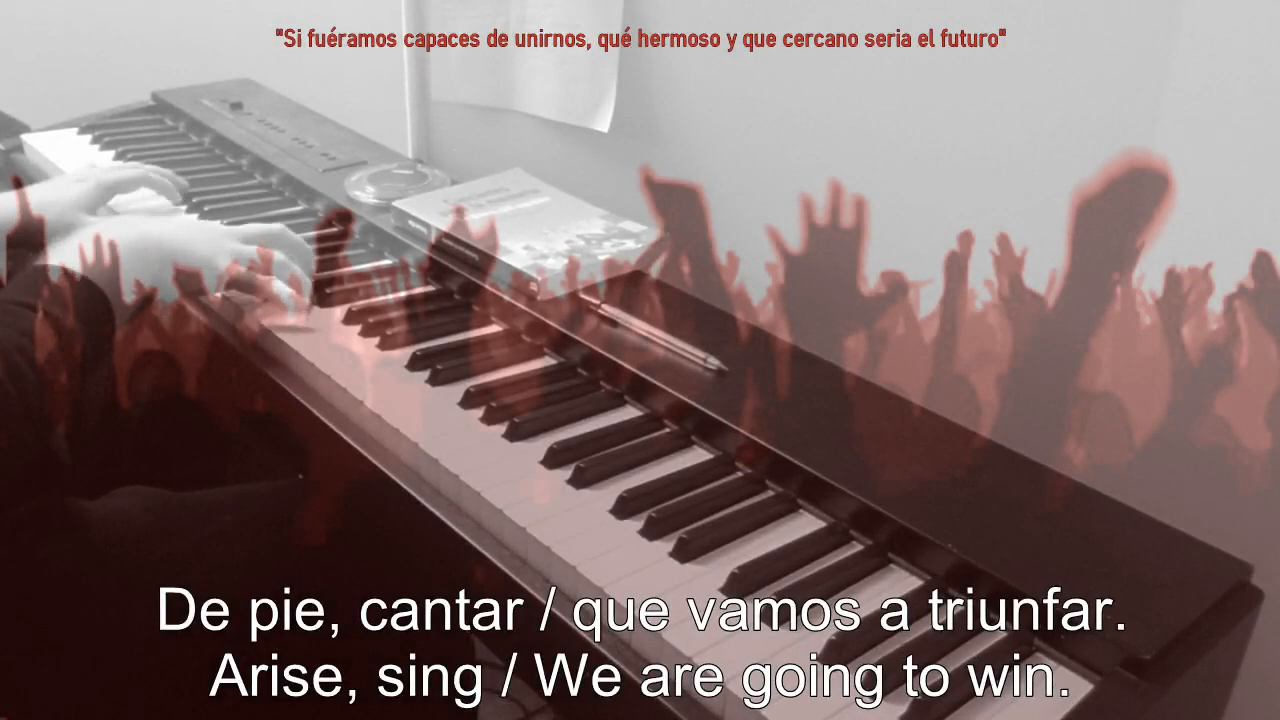 "Si fuéramos capaces de unirnos, qué hermoso y que cercano seria el futuro"
De pie, cantar / que vamos a triunfar.
Arise, sing / We are going to win.